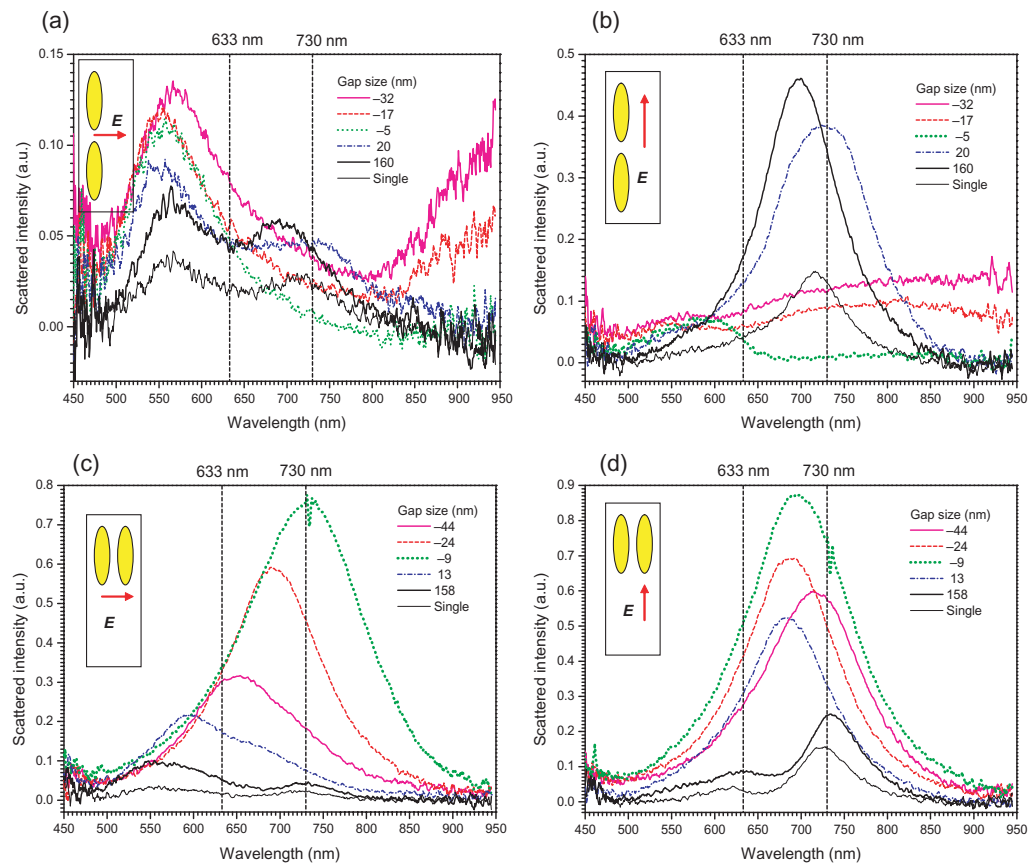 (a)
633 nm 730 nm
Gap size (nm)
–32
–17
–5
20
160
Single
E
0.15
0.10
0.05
0.00
Scattered intensity (a.u.)
450 500 550 600 650 700 750 800 850 900 950
Wavelength (nm)
(b)
633 nm 730 nm
Gap size (nm)
–32
–17
–5
20
160
Single
E
0.5
0.4
0.3
0.2
0.1
0.0
Scattered intensity (a.u.)
450 500 550 600 650 700 750 800 850 900 950
Wavelength (nm)
(c)
633 nm 730 nm
Gap size (nm)
–44
–24
–9
13
158
Single
E
0.8
0.7
0.6
0.5
0.4
0.3
0.2
0.1
0.0
Scattered intensity (a.u.)
450 500 550 600 650 700 750 800 850 900 950
Wavelength (nm)
(d)
633 nm 730 nm
Gap size (nm)
–44
–24
–9
13
158
Single
E
0.9
0.8
0.7
0.6
0.5
0.4
0.3
0.2
0.1
0.0
Scattered intensity (a.u.)
450 500 550 600 650 700 750 800 850 900 950
Wavelength (nm)